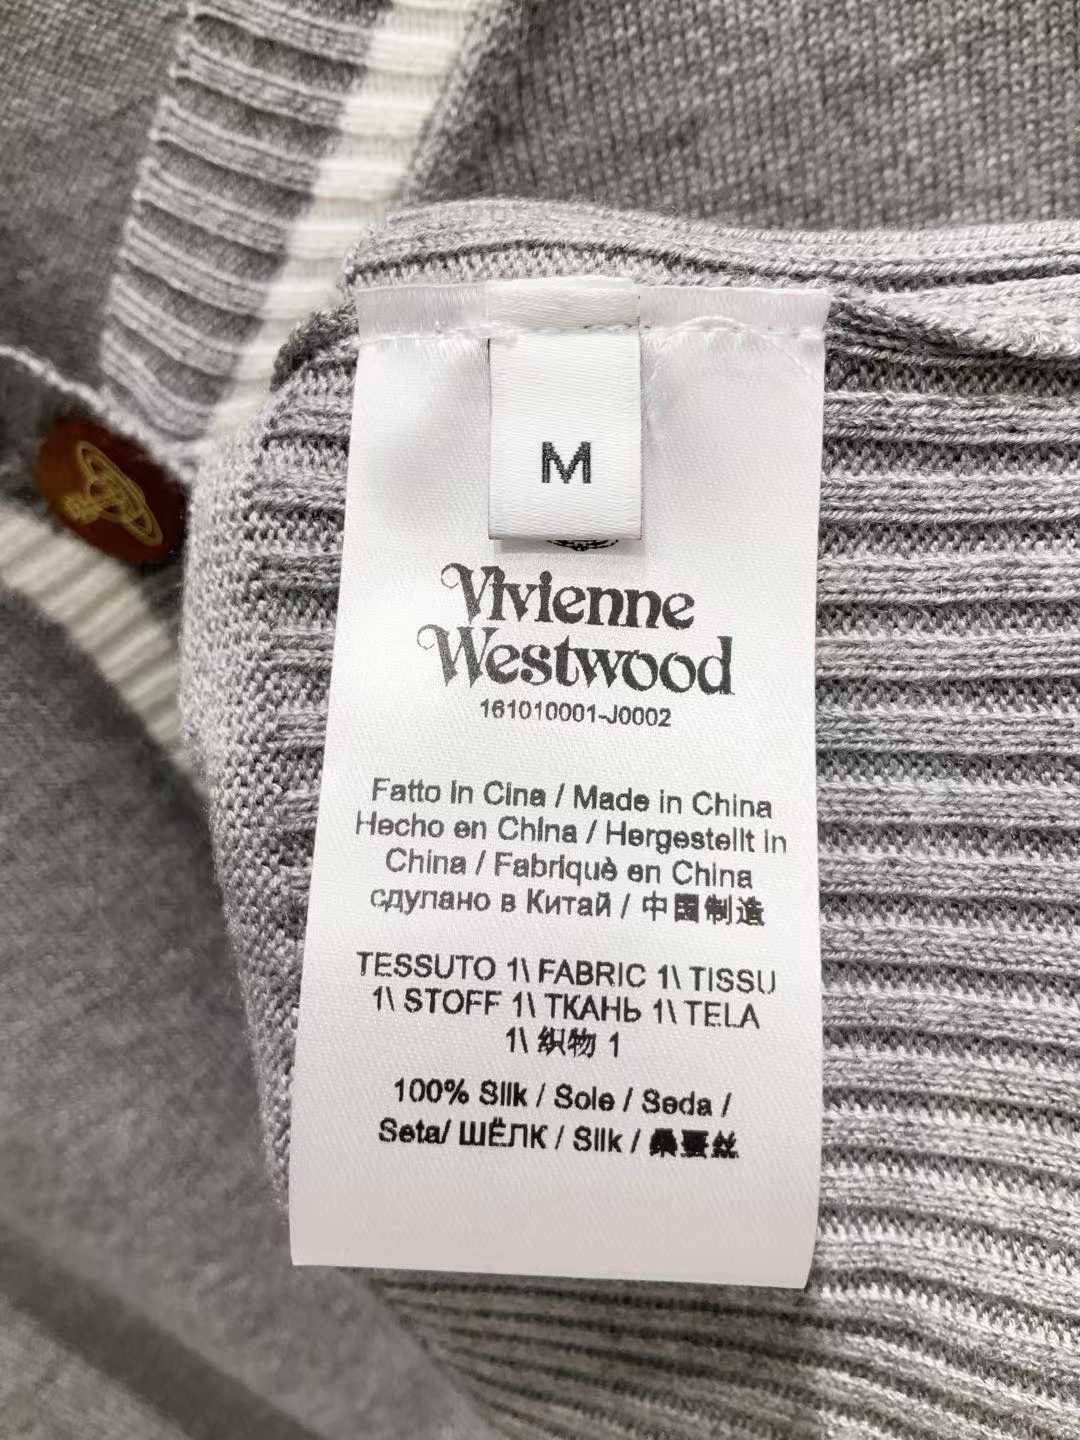 M
Vivienne
Westwood
161010001-J0002
Fatto in Cina / Made in China
Hecho en China / Hergestellt in
China / Fabriquè en China
сдупано в Китай / 中国制造
TESSUTO 1\ FABRIC 1\ TISSU
1\ STOFF 1\ ТКАНЬ 1\ TELA
1\ 织物 1
100% Silk / Sole / Seda /
Seta/ ШЁЛК / Silk / 桑蚕丝